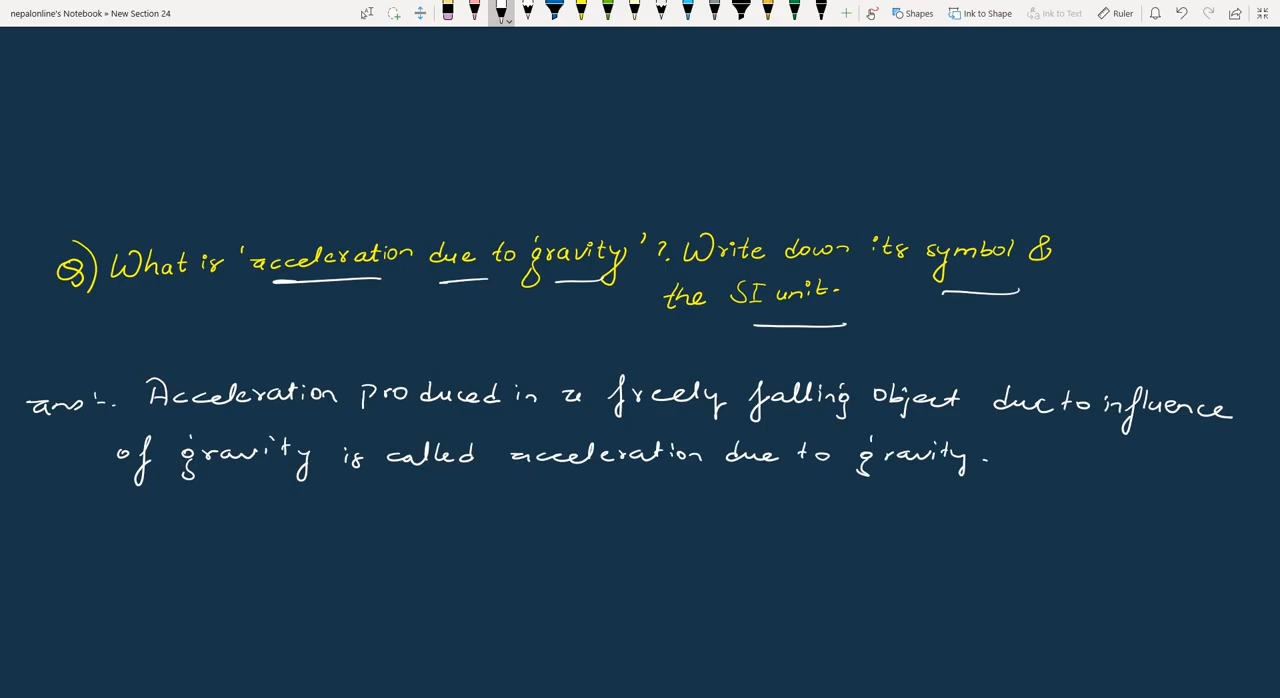 nepalonline's Notebook » New Section 24
Shapes Ink to Shape Ink to Text Ruler
Q) What is 'acceleration due to gravity'?. Write down its symbol &
the SI unit.
ans:-. Acceleration produced in a freely falling object due to influence
of gravity is called acceleration due to gravity.